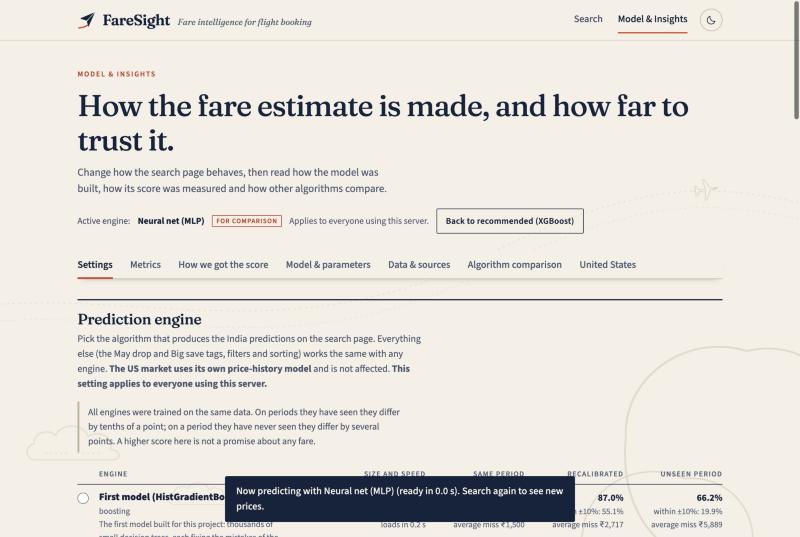 FareSight
Fare intelligence for flight booking
Search
Model & Insights
MODEL & INSIGHTS
How the fare estimate is made, and how far to
trust it.
Change how the search page behaves, then read how the model was
built, how its score was measured and how other algorithms compare.
Active engine: Neural net (MLP) FOR COMPARISON Applies to everyone using this server. Back to recommended (XGBoost)
Settings Metrics How we got the score Model & parameters Data & sources Algorithm comparison United States
Prediction engine
Pick the algorithm that produces the India predictions on the search page. Everything
else (the May drop and Big save tags, filters and sorting) works the same with any
engine. The US market uses its own price-history model and is not affected. This
setting applies to everyone using this server.
All engines were trained on the same data. On periods they have seen they differ
by tenths of a point; on a period they have never seen they differ by several
points. A higher score here is not a promise about any fare.
ENGINE SIZE AND SPEED SAME PERIOD RECALIBRATED UNSEEN PERIOD
First model (HistGradientBo 87.0% 66.2%
Now predicting with Neural net (MLP) (ready in 0.0 s). Search again to see new
prices.
boosting ±10%: 55.1% within ±10%: 19.9%
The first model built for this project: thousands of loads in 0.2 s average miss ₹1,500 average miss ₹2,717 average miss ₹5,889